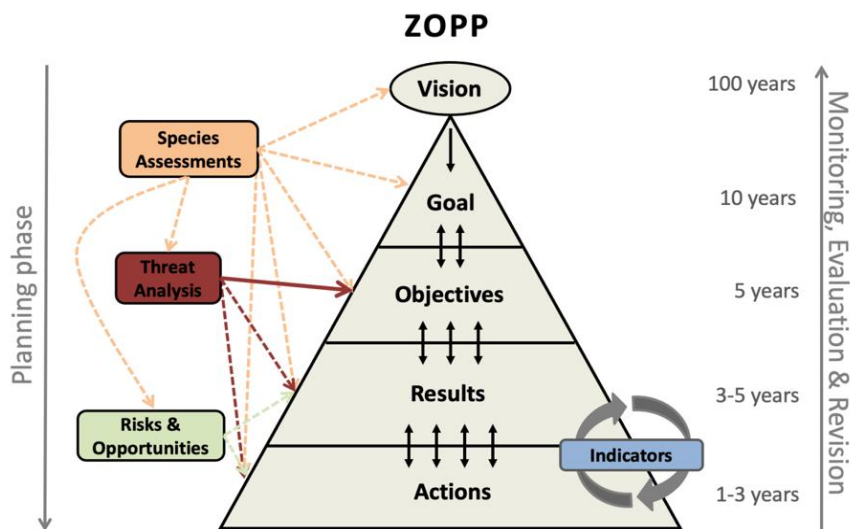 ZOPP
Vision
100 years
Species
Assessments
Goal
10 years
Threat
Analysis
Objectives
5 years
Results
3-5 years
Risks &
Opportunities
Indicators
Actions
1-3 years
Planning phase
Monitoring, Evaluation & Revision